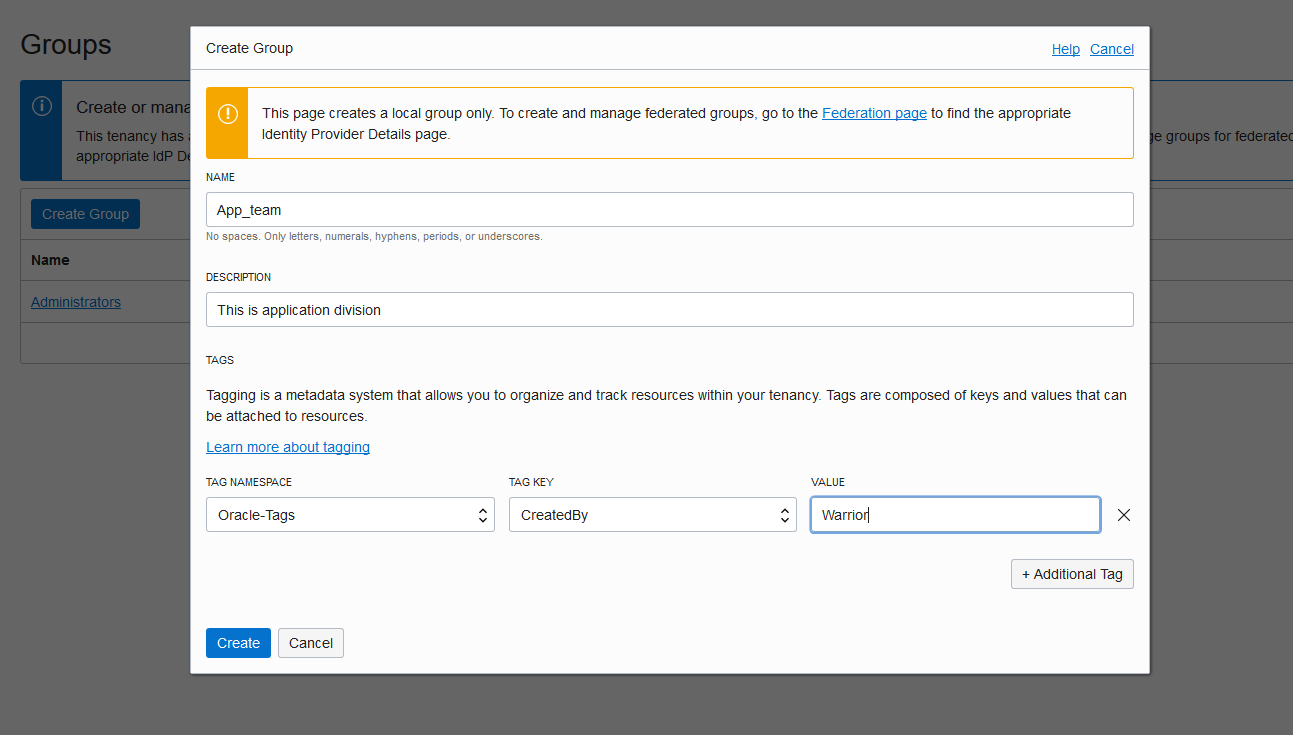 Groups
Create Group
Help
Cancel
Create or mana
This tenancy has
appropriate IdP De
ge groups for federated
This page creates a local group only. To create and manage federated groups, go to the Federation page to find the appropriate
Identity Provider Details page.
NAME
App_team
No spaces. Only letters, numerals, hyphens, periods, or underscores.
Create Group
Name
Administrators
DESCRIPTION
This is application division
TAGS
Tagging is a metadata system that allows you to organize and track resources within your tenancy. Tags are composed of keys and values that can
be attached to resources.
Learn more about tagging
TAG NAMESPACE
TAG KEY
VALUE
Oracle-Tags
CreatedBy
Warrior
+ Additional Tag
Create
Cancel